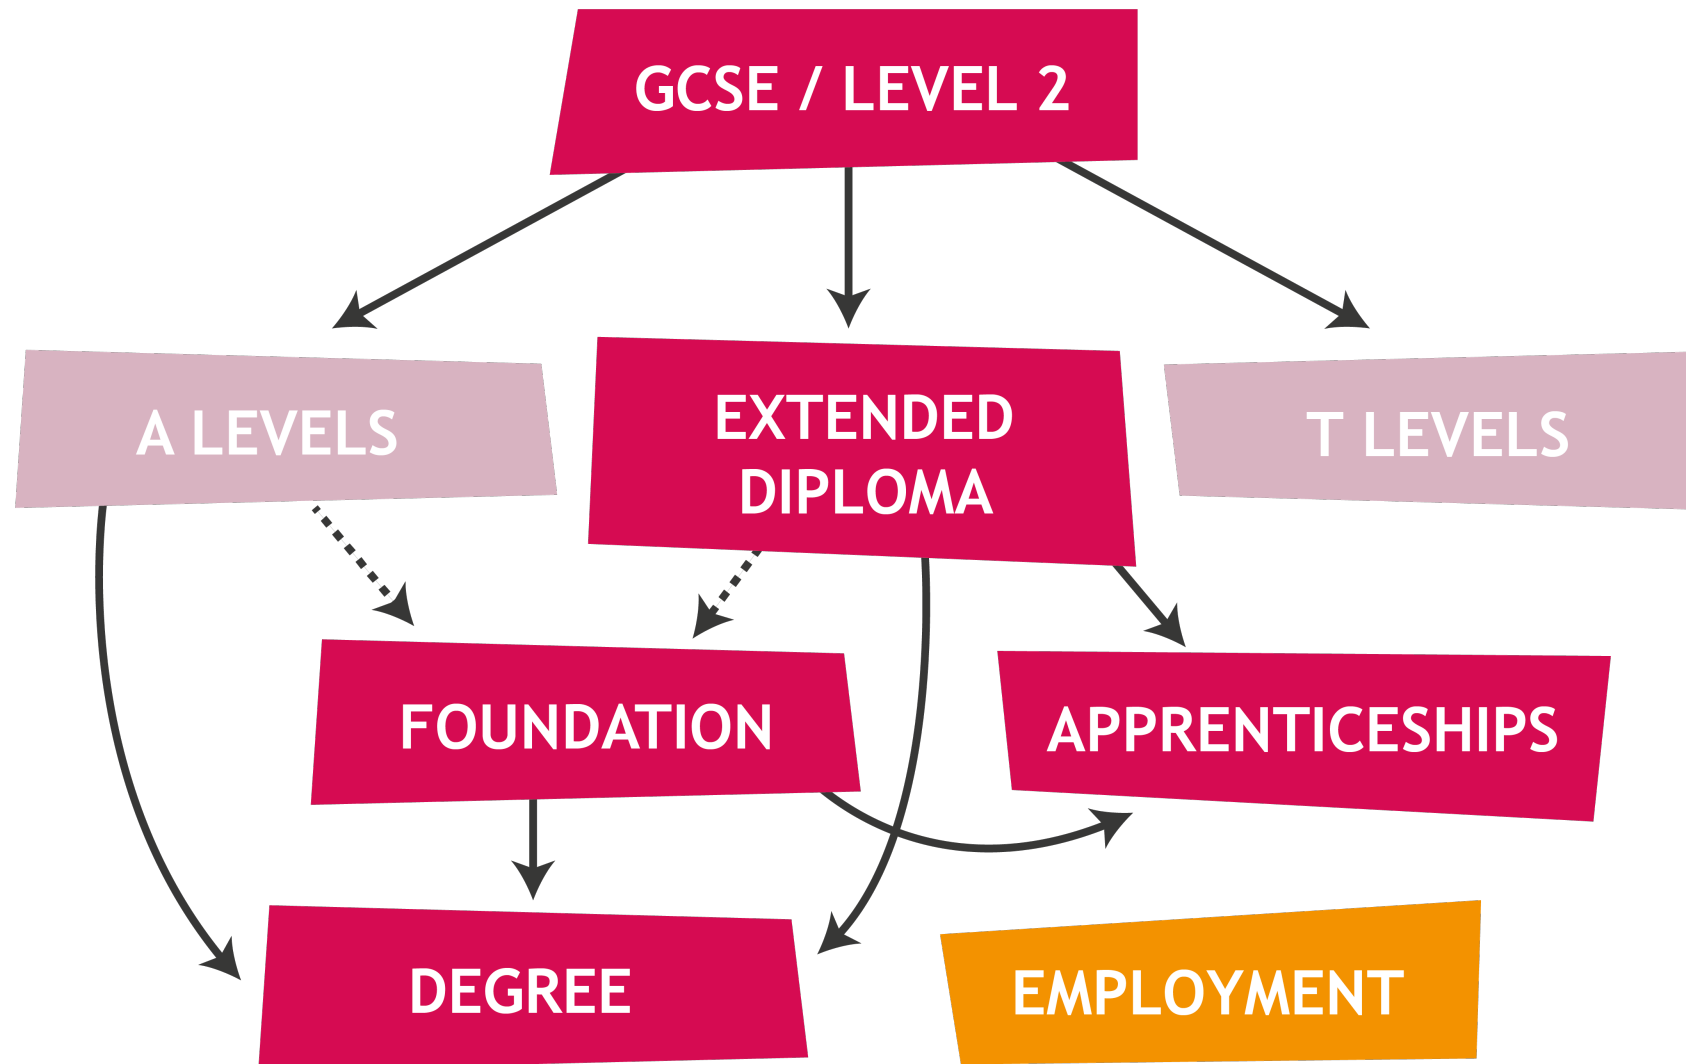 GCSE / LEVEL 2
A LEVELS
EXTENDED
DIPLOMA
T LEVELS
FOUNDATION
APPRENTICESHIPS
DEGREE
EMPLOYMENT